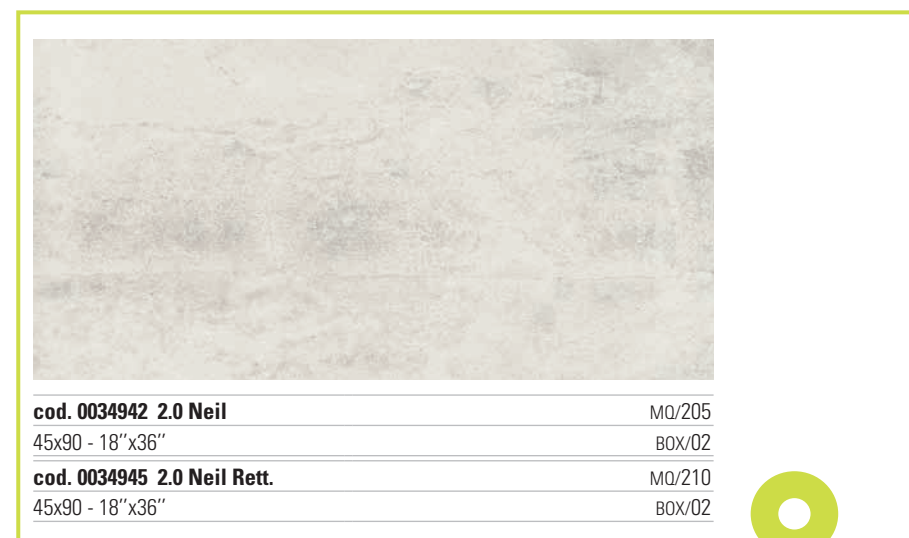 cod. 0034942 2.0 Neil MQ/205
45x90 - 18’’x36’’ BOX/02
cod. 0034945 2.0 Neil Rett. MQ/210
45x90 - 18’’x36’’ BOX/02